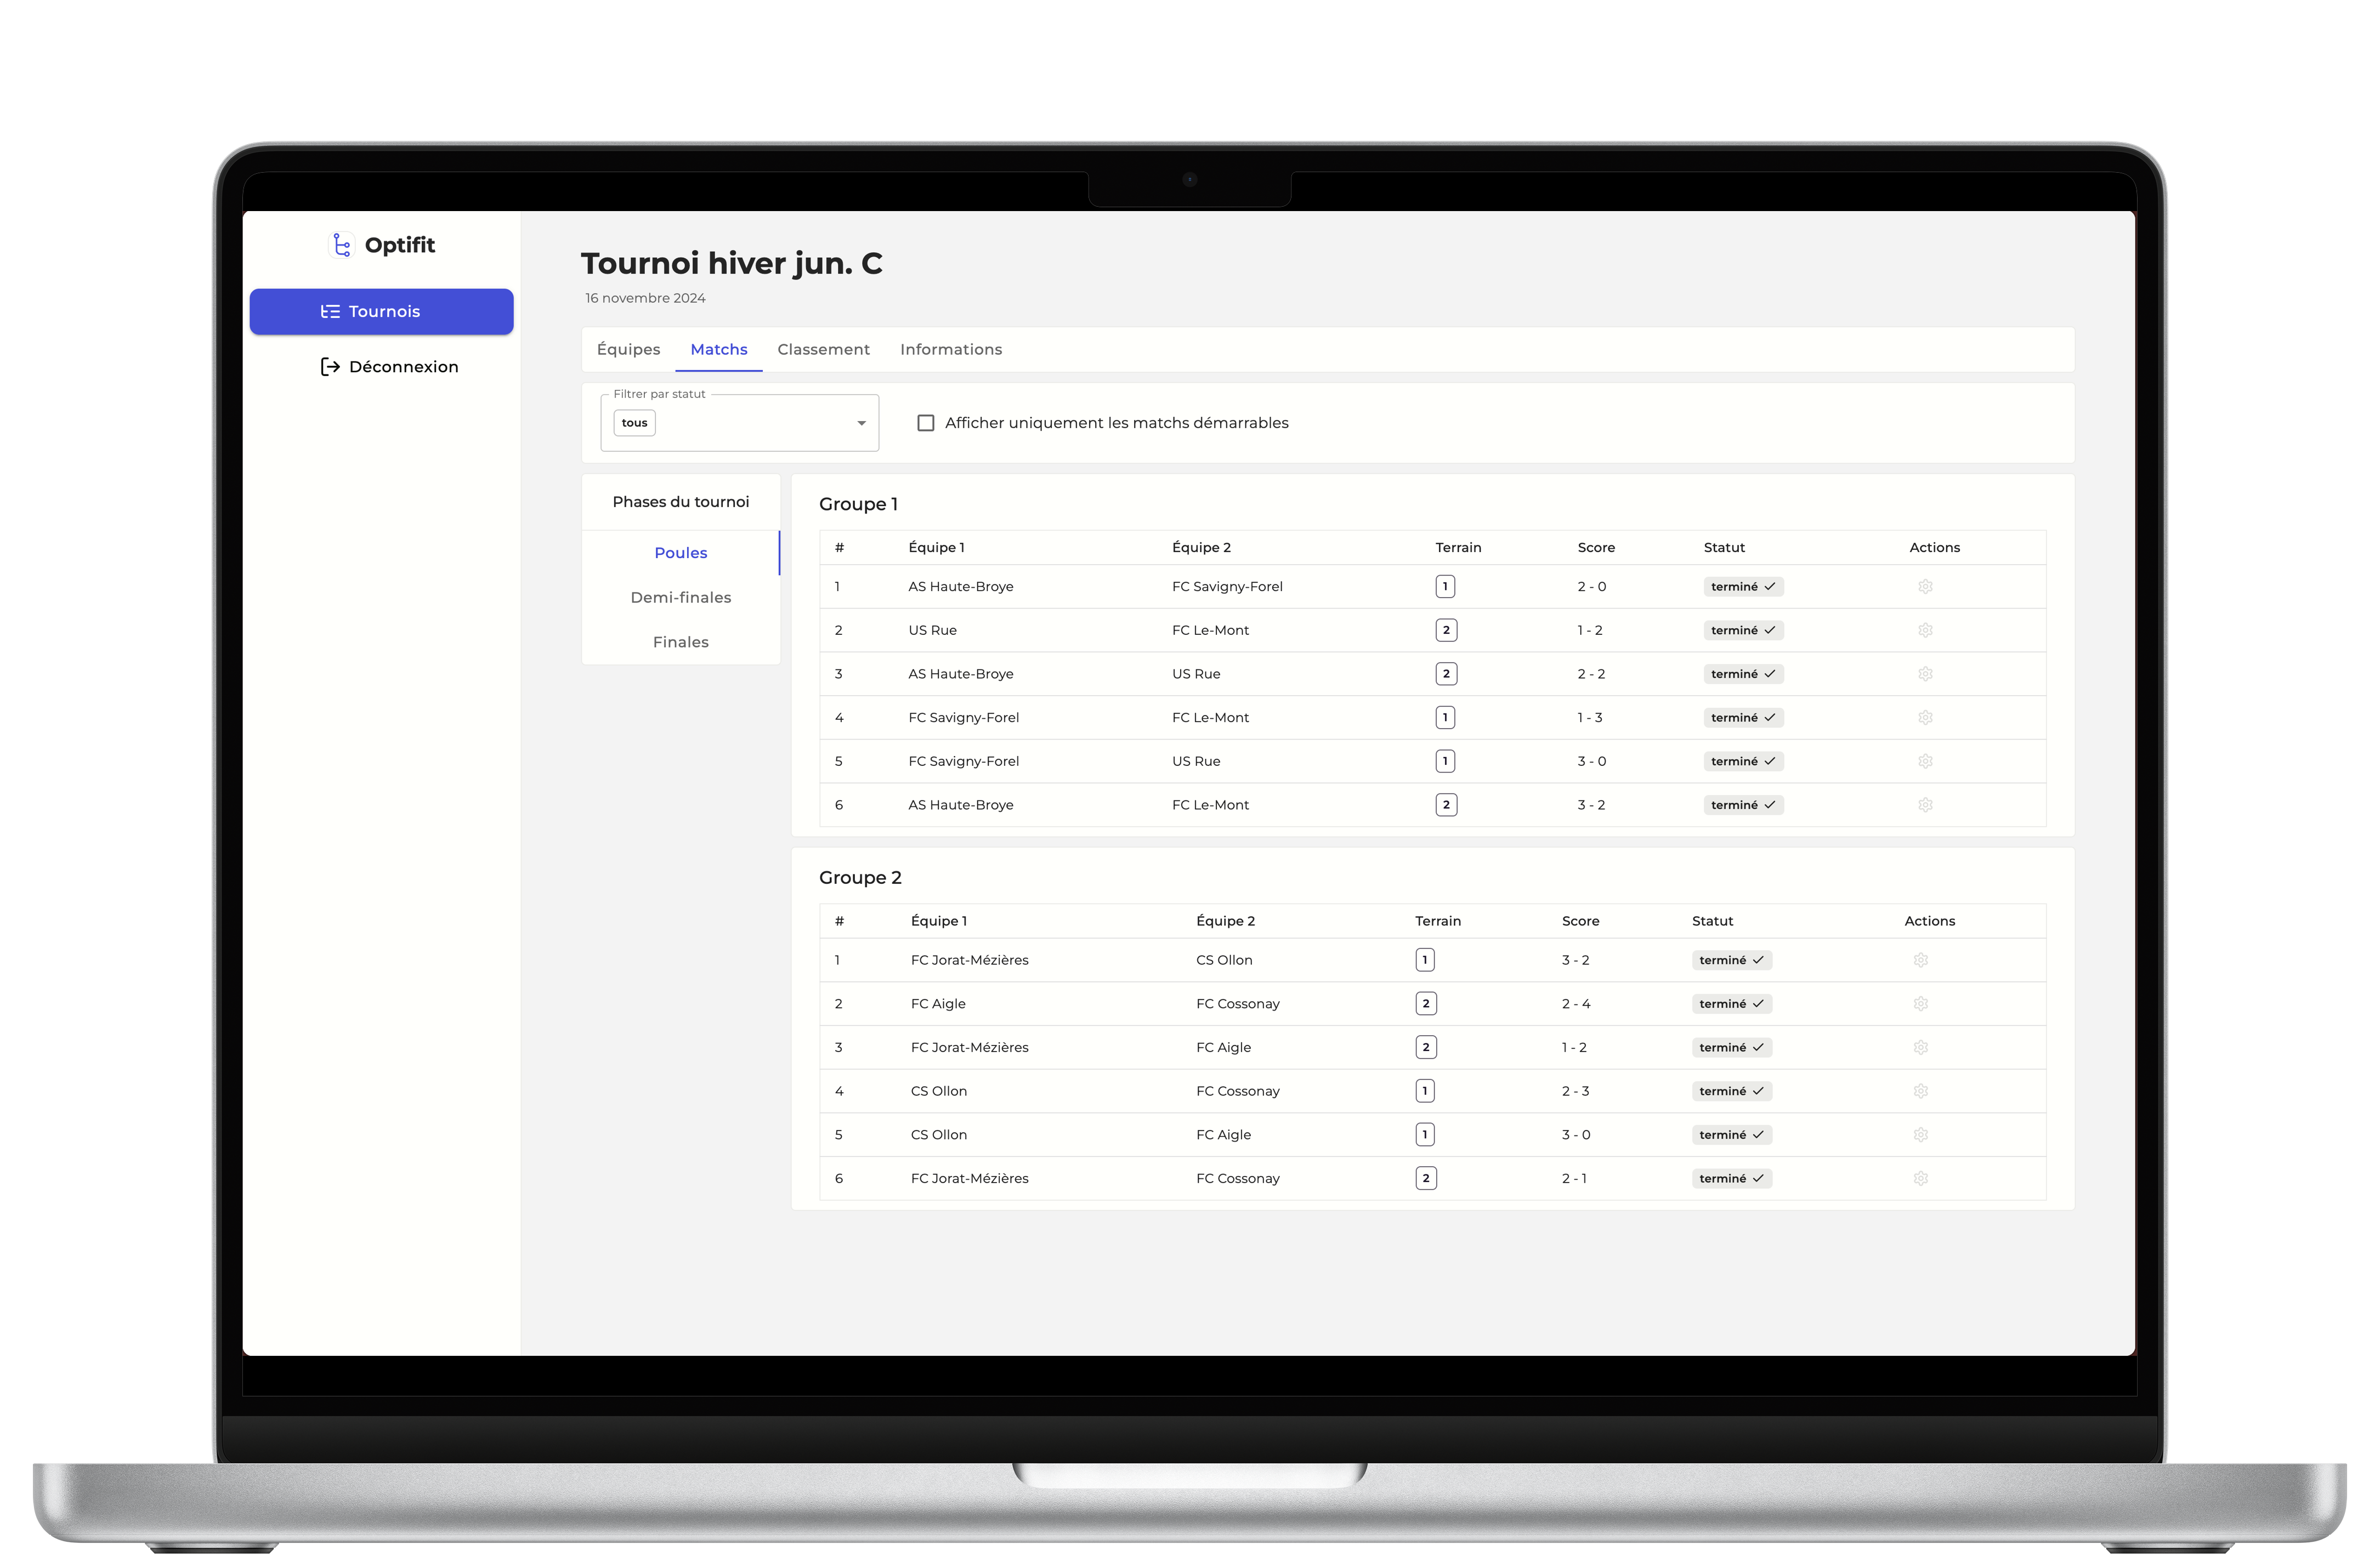 Optifit
Tournois
Déconnexion
Tournoi hiver jun. C
16 novembre 2024
Équipes Matchs Classement Informations
Filtrer par statut
tous
Afficher uniquement les matchs démarrables
Phases du tournoi
Poules
Demi-finales
Finales
Groupe 1
# Équipe 1 Équipe 2 Terrain Score Statut Actions
1 AS Haute-Broye FC Savigny-Forel 1 2 - 0 terminé
2 US Rue FC Le-Mont 2 1 - 2 terminé
3 AS Haute-Broye US Rue 2 2 - 2 terminé
4 FC Savigny-Forel FC Le-Mont 1 1 - 3 terminé
5 FC Savigny-Forel US Rue 1 3 - 0 terminé
6 AS Haute-Broye FC Le-Mont 2 3 - 2 terminé
Groupe 2
# Équipe 1 Équipe 2 Terrain Score Statut Actions
1 FC Jorat-Mézières CS Ollon 1 3 - 2 terminé
2 FC Aigle FC Cossonay 2 2 - 4 terminé
3 FC Jorat-Mézières FC Aigle 2 1 - 2 terminé
4 CS Ollon FC Cossonay 1 2 - 3 terminé
5 CS Ollon FC Aigle 1 3 - 0 terminé
6 FC Jorat-Mézières FC Cossonay 2 2 - 1 terminé